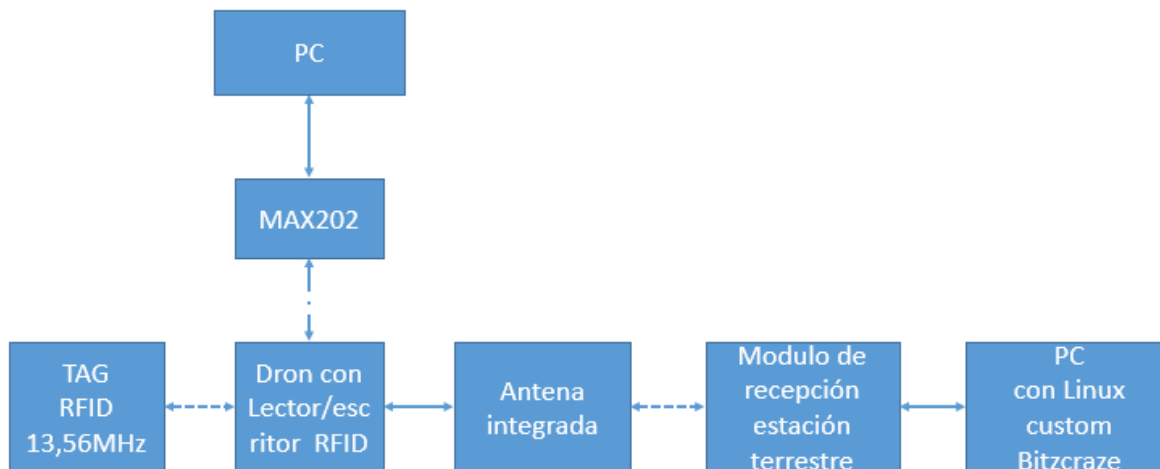 PC
MAX202
TAG
RFID
13,56MHz
Dron con
Lector/esc
ritor RFID
Antena
integrada
Modulo de
recepción
estación
terrestre
PC
con Linux
custom
Bitzcraze